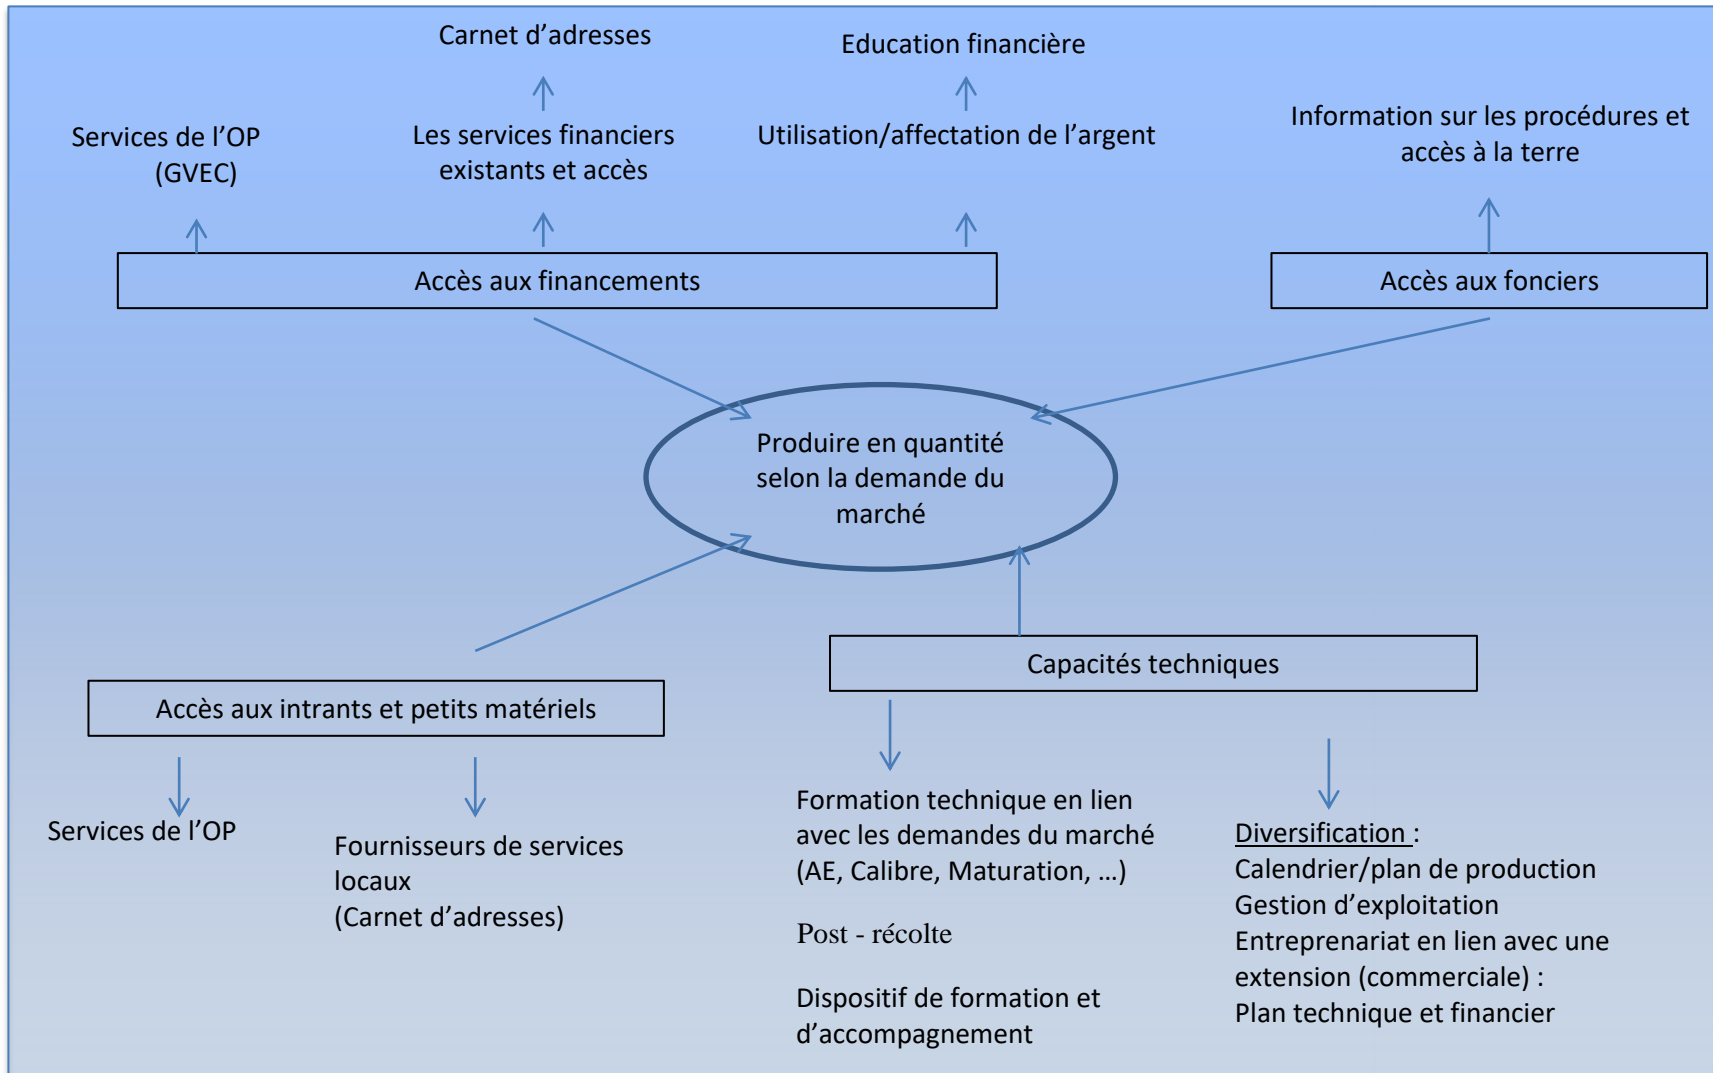 Carnet d’adresses
Education financière
Services de l’OP
(GVEC)
Les services financiers
existants et accès
Utilisation/affectation de l’argent
Information sur les procédures et
accès à la terre
Accès aux financements
Accès aux fonciers
Produire en quantité
selon la demande du
marché
Capacités techniques
Accès aux intrants et petits matériels
Services de l’OP
Fournisseurs de services
locaux
(Carnet d’adresses)
Formation technique en lien
avec les demandes du marché
(AE, Calibre, Maturation, …)
Post - récolte
Dispositif de formation et
d’accompagnement
Diversification :
Calendrier/plan de production
Gestion d’exploitation
Entreprenariat en lien avec une
extension (commerciale) :
Plan technique et financier